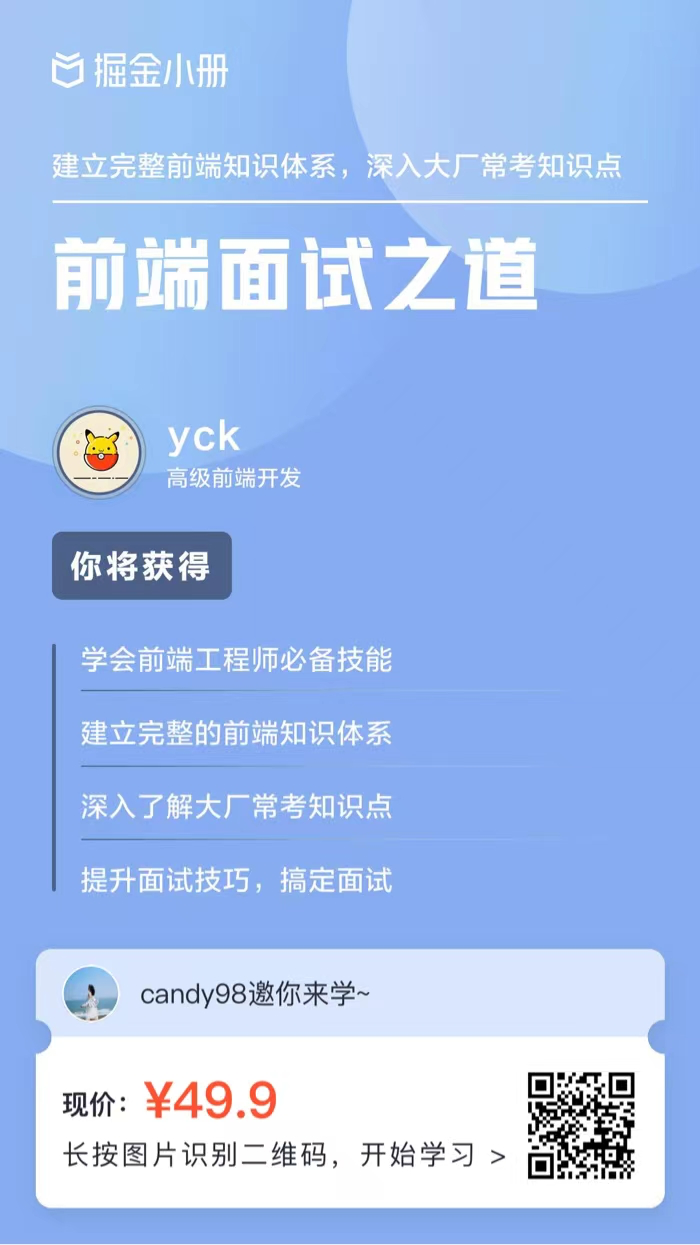 掘金小册
建立完整前端知识体系，深入大厂常考知识点
前端面试之道
yck
高级前端开发
你将获得
学会前端工程师必备技能
建立完整的前端知识体系
深入了解大厂常考知识点
提升面试技巧，搞定面试
candy98邀你来学~
现价：¥49.9
长按图片识别二维码，开始学习 >